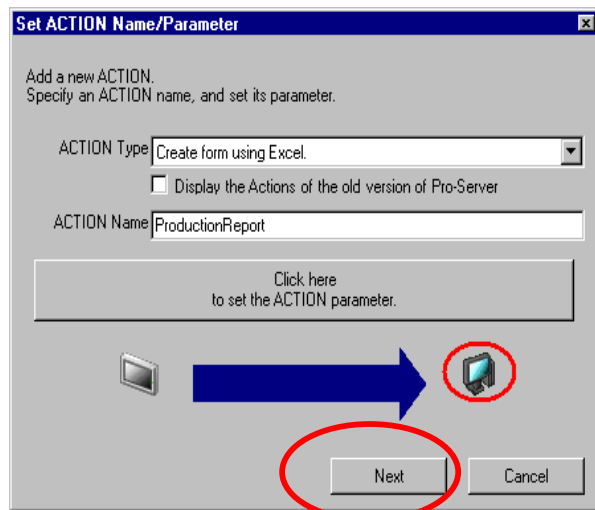 Set ACTION Name/Parameter
Add a new ACTION.
Specify an ACTION name, and set its parameter.
ACTION Type Create form using Excel.
Display the Actions of the old version of Pro-Server
ACTION Name ProductionReport
Click here
to set the ACTION parameter.
Next Cancel